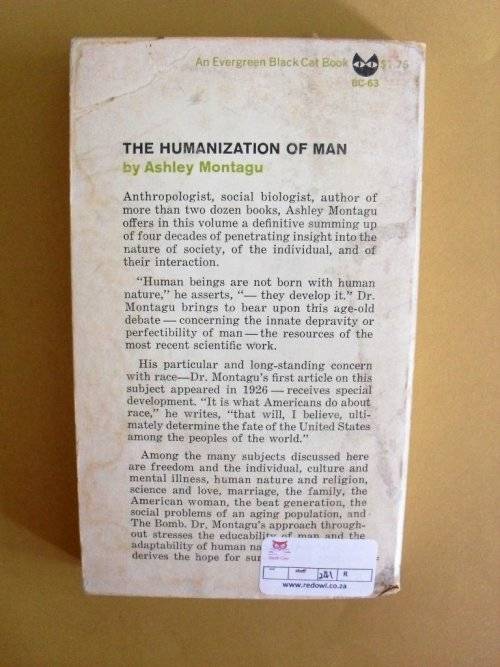 An Evergreen Black Cat Book
$1.75
BC-63
THE HUMANIZATION OF MAN
by Ashley Montagu
Anthropologist, social biologist, author of
more than two dozen books, Ashley Montagu
offers in this volume a definitive summing up
of four decades of penetrating insight into the
nature of society, of the individual, and of
their interaction.
"Human beings are not born with human
nature," he asserts, "— they develop it." Dr.
Montagu brings to bear upon this age-old
debate — concerning the innate depravity or
perfectibility of man — the resources of the
most recent scientific work.
His particular and long-standing concern
with race—Dr. Montagu's first article on this
subject appeared in 1926 — receives special
development. "It is what Americans do about
race," he writes, "that will, I believe, ulti-
mately determine the fate of the United States
among the peoples of the world."
Among the many subjects discussed here
are freedom and the individual, culture and
mental illness, human nature and religion,
science and love, marriage, the family, the
American woman, the beat generation, the
social problems of an aging population, and
The Bomb. Dr. Montagu's approach through-
out stresses the educability of man and the
adaptability of human na
derives the hope for sur
shelf
R
www.redowl.co.za